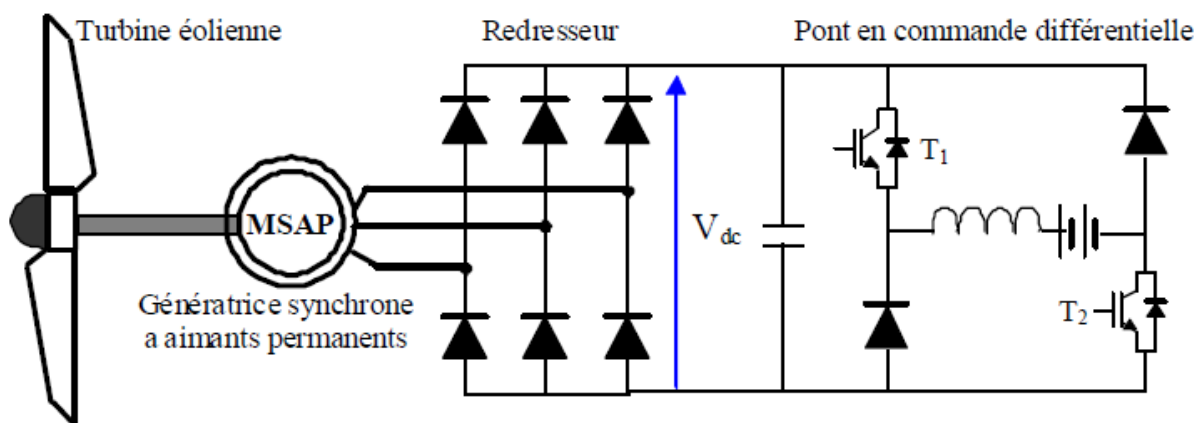 Turbine éolienne
Redresseur
Pont en commande différentielle
T1
MSAP
Vdc
Génératrice synchrone
a aimants permanents
T2